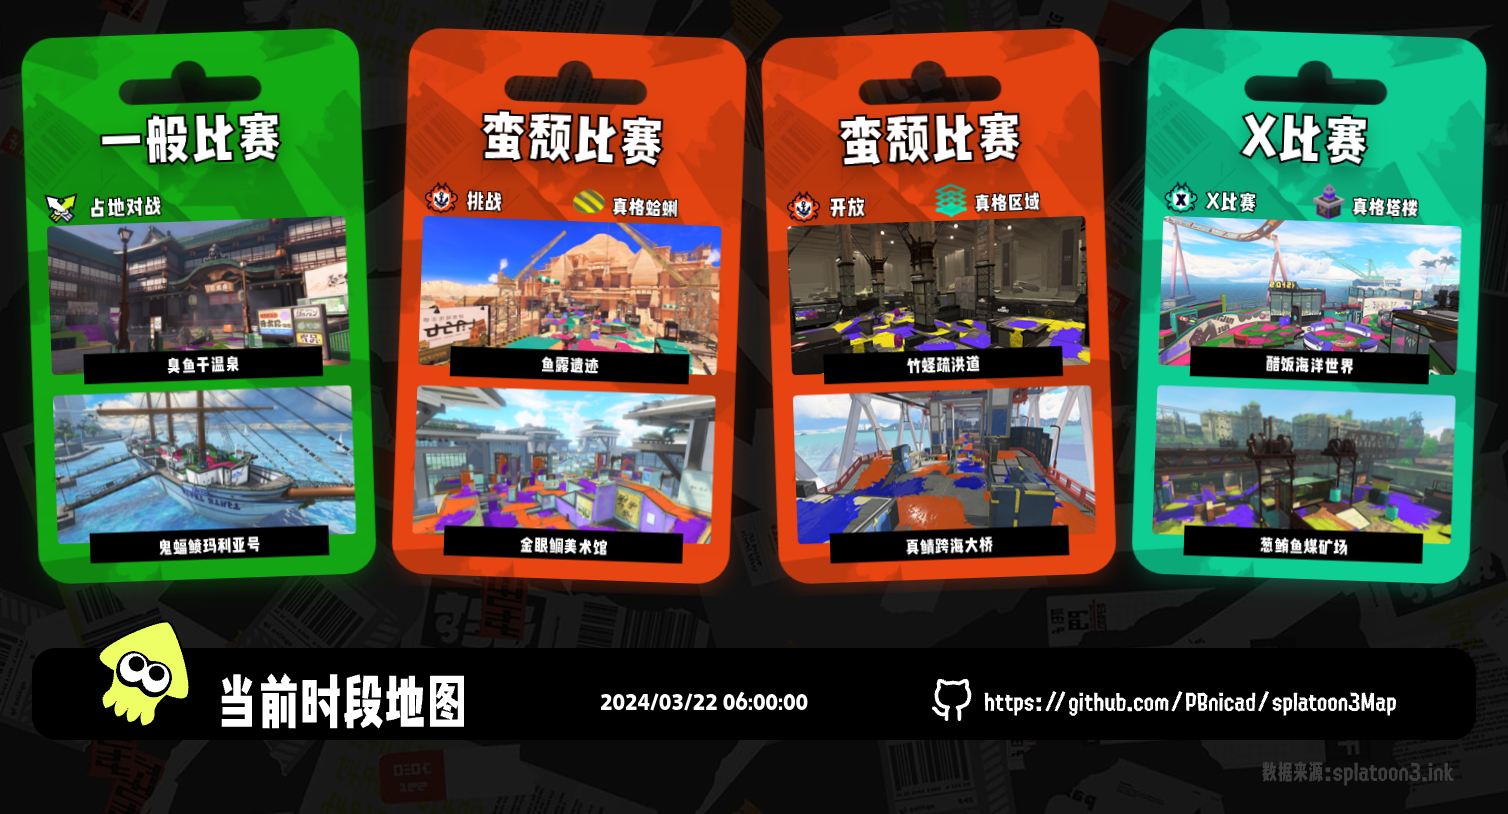 一般比赛
占地对战
臭鱼干温泉
鬼蝠鲼玛利亚号
蛮颓比赛
挑战
真格蛤蜊
鱼露遗迹
金眼鲷美术馆
蛮颓比赛
开放
真格区域
竹蛏疏洪道
真鲭跨海大桥
X比赛
X比赛
真格塔楼
醋饭海洋世界
葱鲔鱼煤矿场
当前时段地图
2024/03/22 06:00:00
https://github.com/PBnicad/splatoon3Map
数据来源:splatoon3.ink